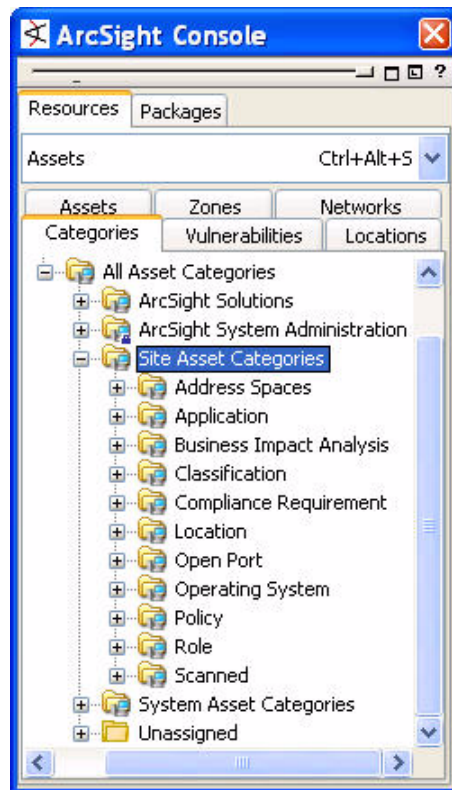 ArcSight Console
?
Resources Packages
Assets Ctrl+Alt+S
Assets Zones Networks
Categories Vulnerabilities Locations
All Asset Categories
ArcSight Solutions
ArcSight System Administration
Site Asset Categories
Address Spaces
Application
Business Impact Analysis
Classification
Compliance Requirement
Location
Open Port
Operating System
Policy
Role
Scanned
System Asset Categories
Unassigned